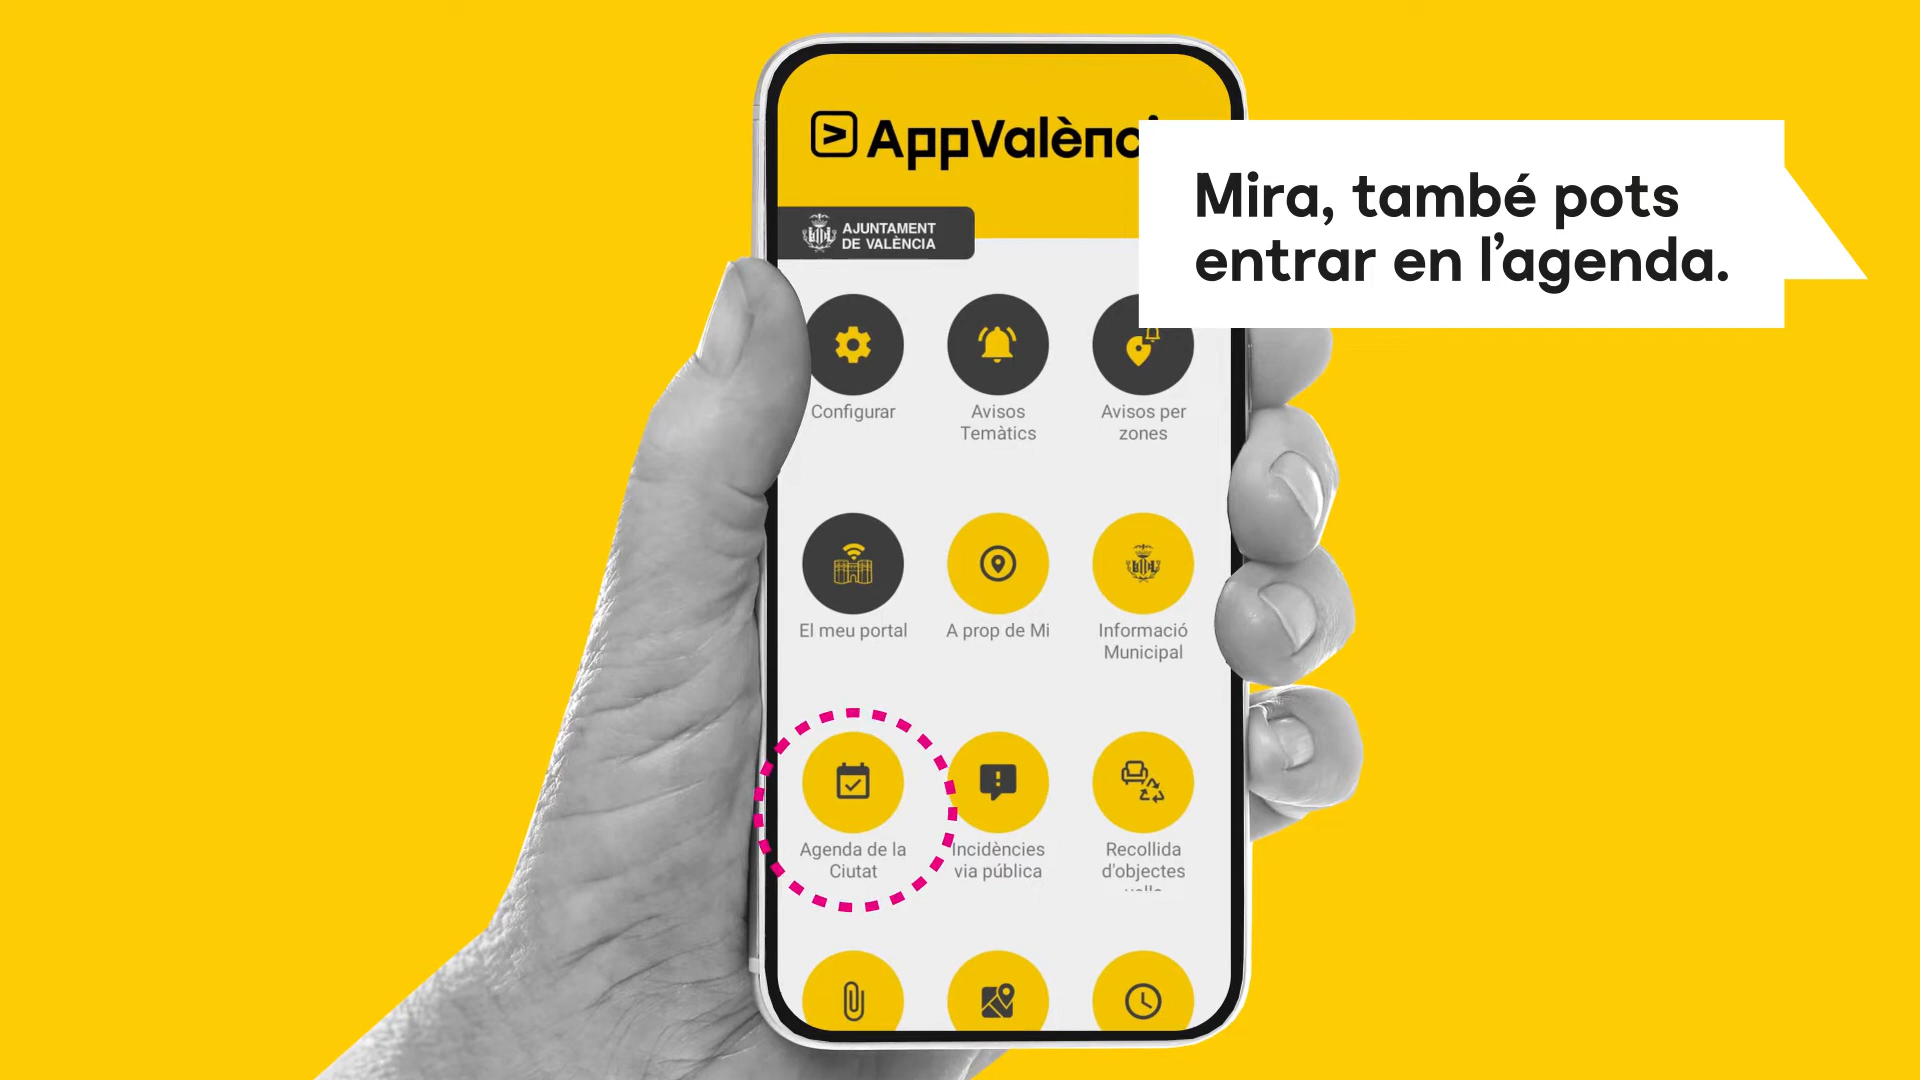 AppValènc
Mira, també pots
entrar en l’agenda.
AJUNTAMENT
DE VALÈNCIA
Configurar
Avisos
Temàtics
Avisos per
zones
El meu portal
A prop de Mi
Informació
Municipal
Agenda de la
Ciutat
Incidències
via pública
Recollida
d'objectes